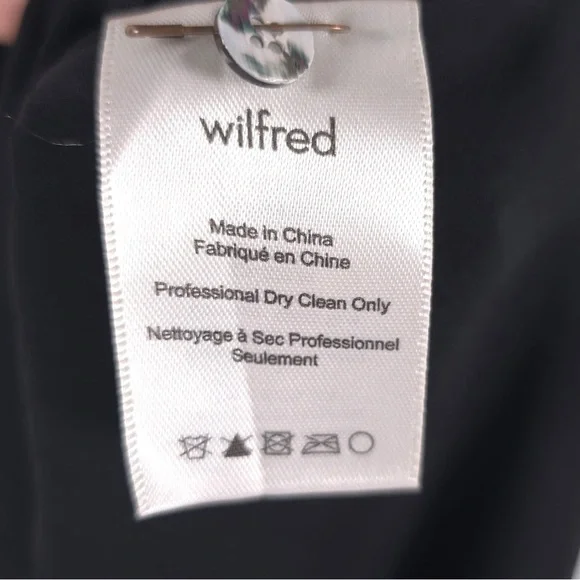 wilfred
Made in China
Fabriqué en Chine
Professional Dry Clean Only
Nettoyage à Sec Professionnel
Seulement